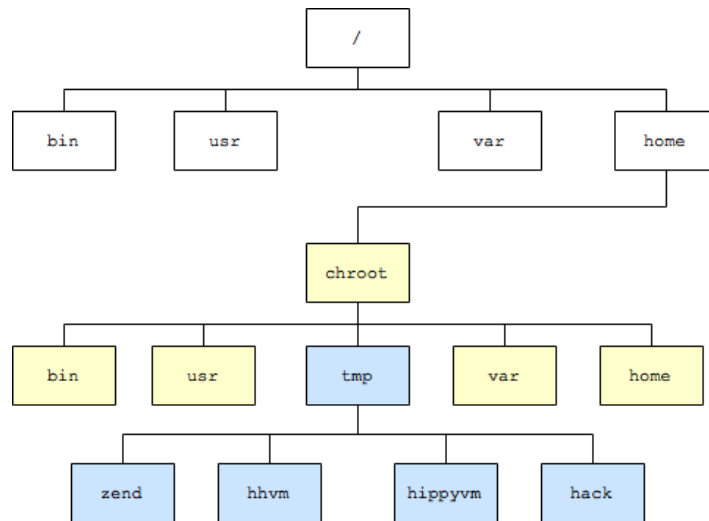 /
bin usr var home
chroot
bin usr tmp var home
zend hhvm hippyvm hack